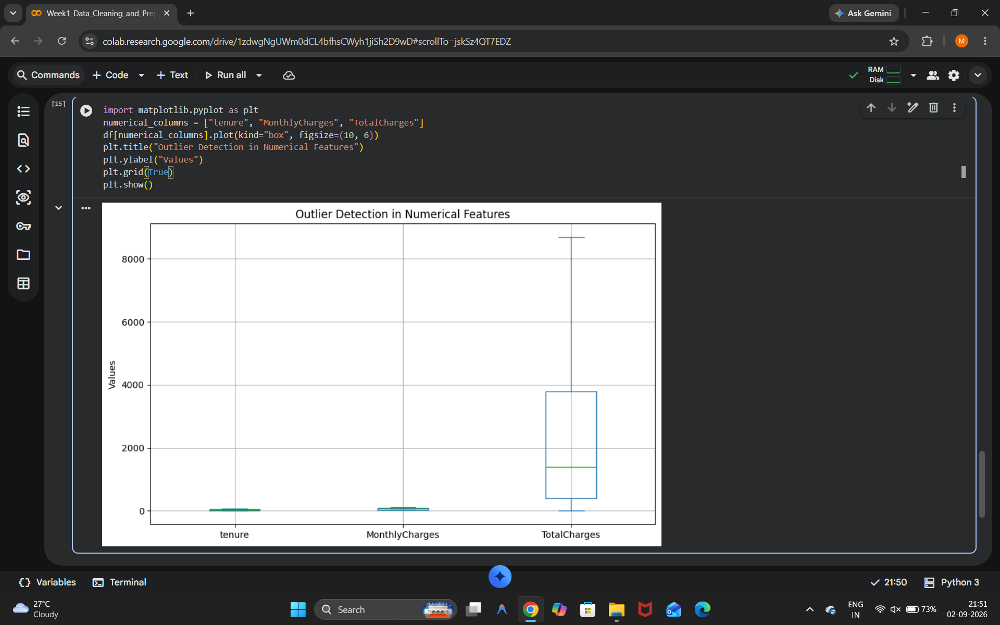 Week1_Data_Cleaning_and_Pre
Ask Gemini
colab.research.google.com/drive/1zdwgNgUWm0dCL4bfhsCWyh1jiSh2D9wD#scrollTo=jskSz4QT7EDZ
M
Commands
+ Code
+ Text
Run all
RAM
Disk
[15]
import matplotlib.pyplot as plt
numerical_columns = ["tenure", "MonthlyCharges", "TotalCharges"]
df[numerical_columns].plot(kind="box", figsize=(10, 6))
plt.title("Outlier Detection in Numerical Features")
plt.ylabel("Values")
plt.grid(True)
plt.show()
Outlier Detection in Numerical Features
8000
6000
4000
2000
0
Values
tenure
MonthlyCharges
TotalCharges
{} Variables
Terminal
21:50
Python 3
27°C
Cloudy
Search
ENG
IN
73%
21:51
02-09-2026